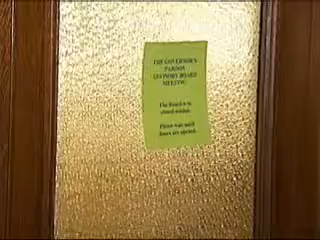 THE GOVERNOR'S
PARDON
ADVISORY BOARD
MEETING
The Board is in
closed session.
Please wait until
doors are opened.